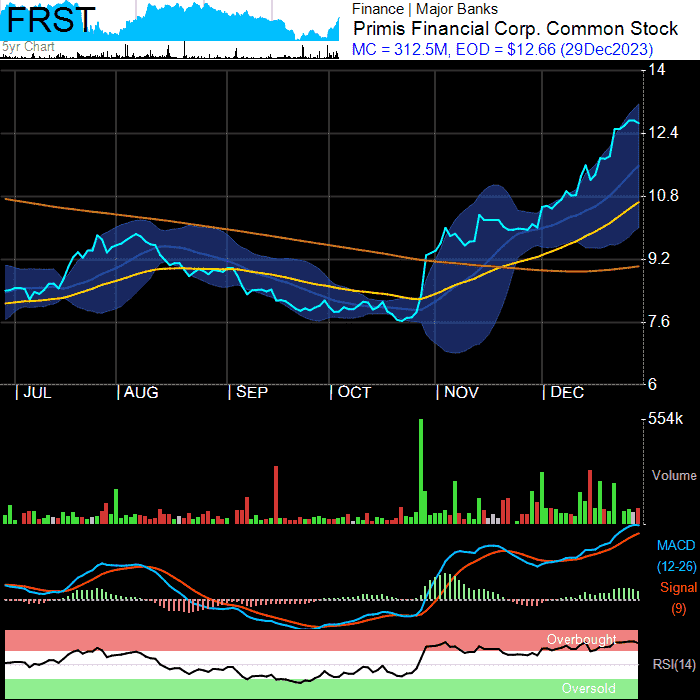 FRST
5yr Chart
Finance | Major Banks
Primis Financial Corp. Common Stock
MC = 312.5M, EOD = $12.66 (29Dec2023)
14
12.4
10.8
9.2
7.6
6
JUL AUG SEP OCT NOV DEC
554k
Volume
MACD
(12-26)
Signal
(9)
Overbought
RSI(14)
Oversold